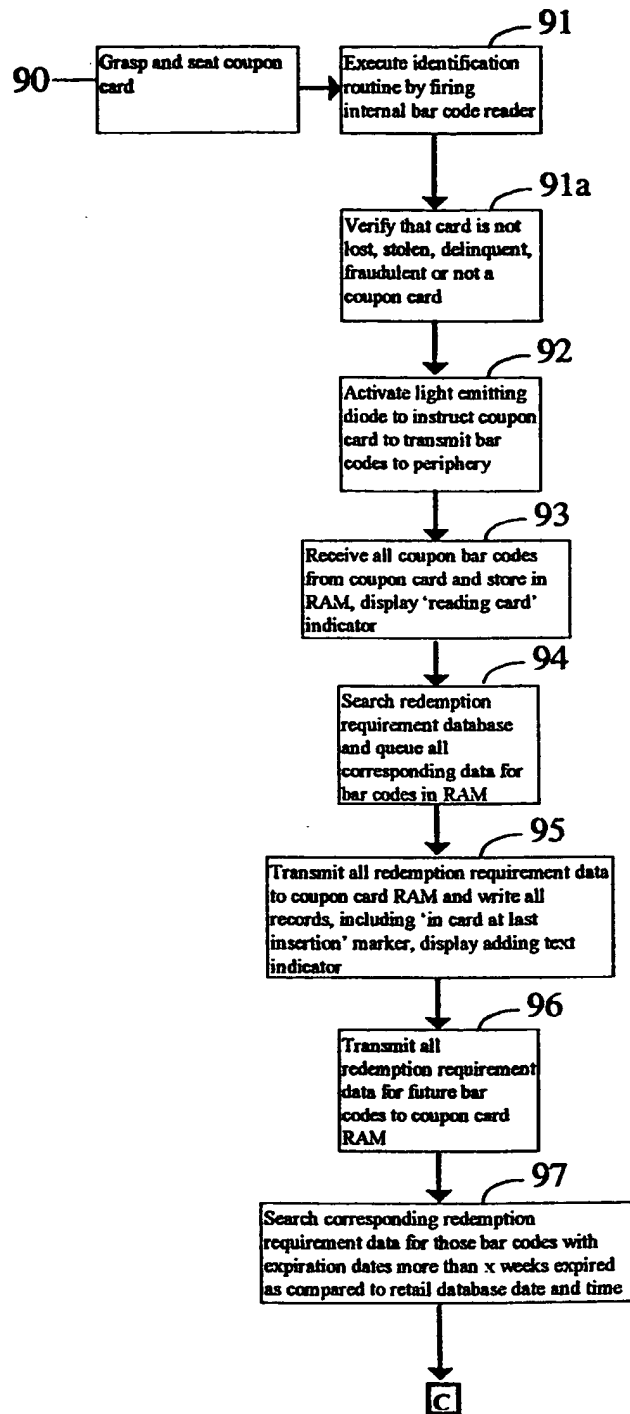 91
90
Grasp and seat coupon
card
Execute identification
routine by firing
internal bar code reader
91a
Verify that card is not
lost, stolen, delinquent,
fraudulent or not a
coupon card
92
Activate light emitting
diode to instruct coupon
card to transmit bar
codes to periphery
93
Receive all coupon bar codes
from coupon card and store in
RAM, display 'reading card'
indicator
94
Search redemption
requirement database
and queue all
corresponding data for
bar codes in RAM
95
Transmit all redemption requirement data
to coupon card RAM and write all
records, including 'in card at last
insertion' marker, display adding text
indicator
96
Transmit all
redemption requirement
data for future bar
codes to coupon card
RAM
97
Search corresponding redemption
requirement data for those bar codes with
expiration dates more than x weeks expired
as compared to retail database date and time
C